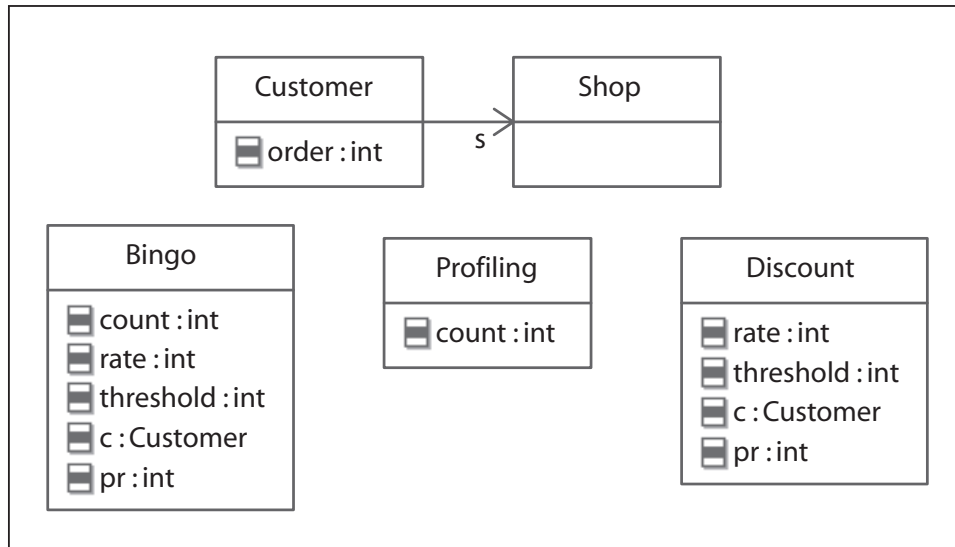 Customer
order : int
s
Shop
Bingo
count : int
rate : int
threshold : int
c : Customer
pr : int
Profiling
count : int
Discount
rate : int
threshold : int
c : Customer
pr : int